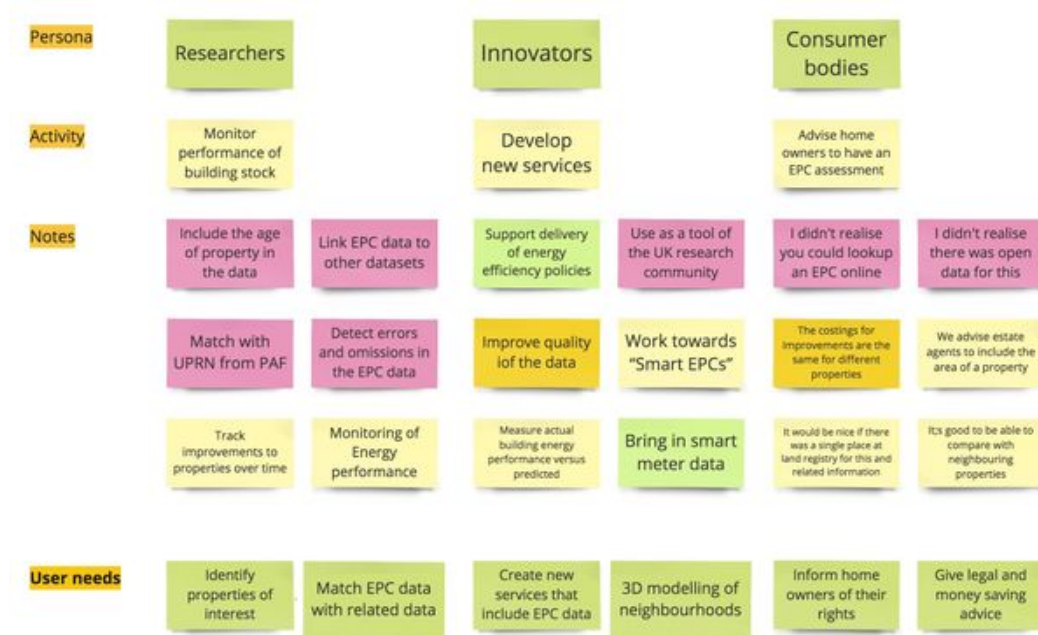 Persona
Researchers
Innovators
Consumer
bodies
Activity
Monitor
performance of
building stock
Develop
new services
Advise home
owners to have an
EPC assessment
Notes
Include the age
of property in
the data
Link EPC data to
other datasets
Support delivery
of energy
efficiency policies
Use as a tool of
the UK research
community
I didn't realise
you could lookup
an EPC online
I didn't realise
there was open
data for this
Match with
UPRN from PAF
Detect errors
and omissions in
the EPC data
Improve quality
iof the data
Work towards
“Smart EPCs”
The costings for
Improvements are the
same for different
properties
We advise estate
agents to include the
area of a property
Track
improvements to
properties over time
Monitoring of
Energy
performance
Measure actual
building energy
performance versus
predicted
Bring in smart
meter data
It would be nice if there
was a single place at
land registry for this and
related information
It;s good to be able to
compare with
neighbouring
properties
User needs
Identify
properties of
interest
Match EPC data
with related data
Create new
services that
include EPC data
3D modelling of
neighbourhoods
Inform home
owners of their
rights
Give legal and
money saving
advice